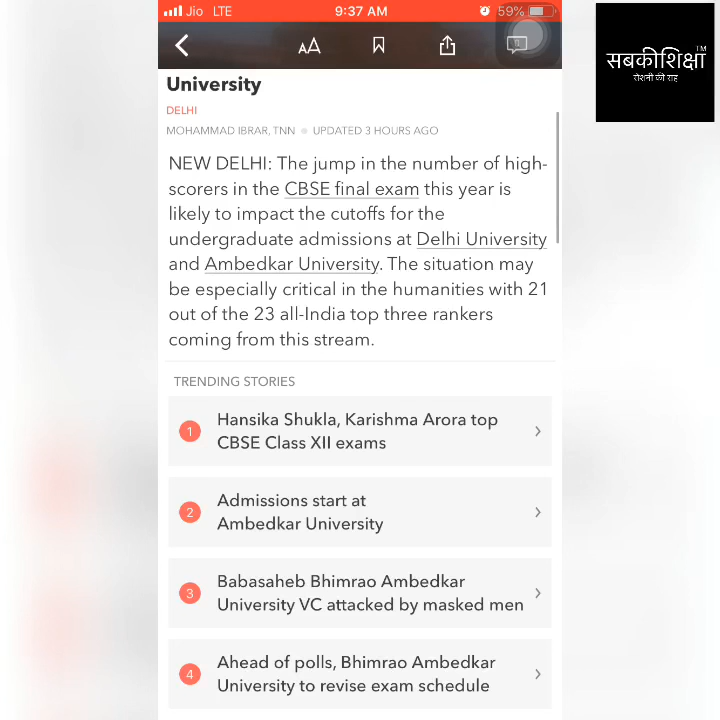 Jio LTE 9:37 AM 59%
AA
सबकीशिक्षा TM
रोशनी की राह
University
DELHI
MOHAMMAD IBRAR, TNN UPDATED 3 HOURS AGO
NEW DELHI: The jump in the number of high-
scorers in the CBSE final exam this year is
likely to impact the cutoffs for the
undergraduate admissions at Delhi University
and Ambedkar University. The situation may
be especially critical in the humanities with 21
out of the 23 all-India top three rankers
coming from this stream.
TRENDING STORIES
1 Hansika Shukla, Karishma Arora top
CBSE Class XII exams
2 Admissions start at
Ambedkar University
3 Babasaheb Bhimrao Ambedkar
University VC attacked by masked men
4 Ahead of polls, Bhimrao Ambedkar
University to revise exam schedule